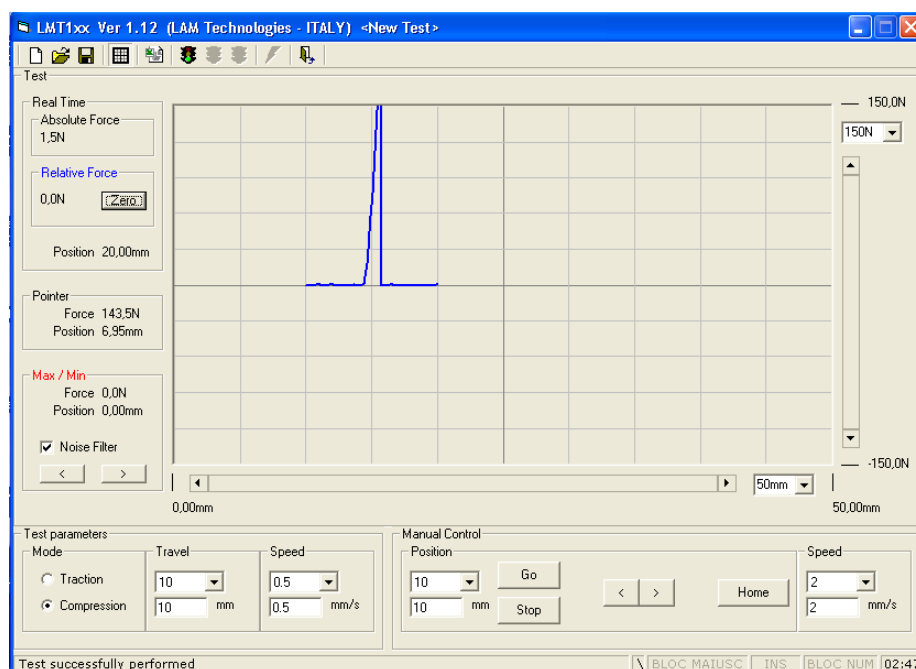 LMT1xx Ver 1.12 (LAM Technologies - ITALY) <New Test>
Test
Real Time
Absolute Force
1,5N
Relative Force
0,0N Zero
Position 20,00mm
Pointer
Force 143,5N
Position 6,95mm
Max / Min
Force 0,0N
Position 0,00mm
Noise Filter
< >
150,0N
150N
-150,0N
50mm
0,00mm 50,00mm
Test parameters
Mode
Traction
Compression
Travel
10
10 mm
Speed
0.5
0.5 mm/s
Manual Control
Position
10
10 mm
Go
Stop
< >
Home
Speed
2
2 mm/s
Test successfully performed \ BLOC MAIUSC INS BLOC NUM 02:47